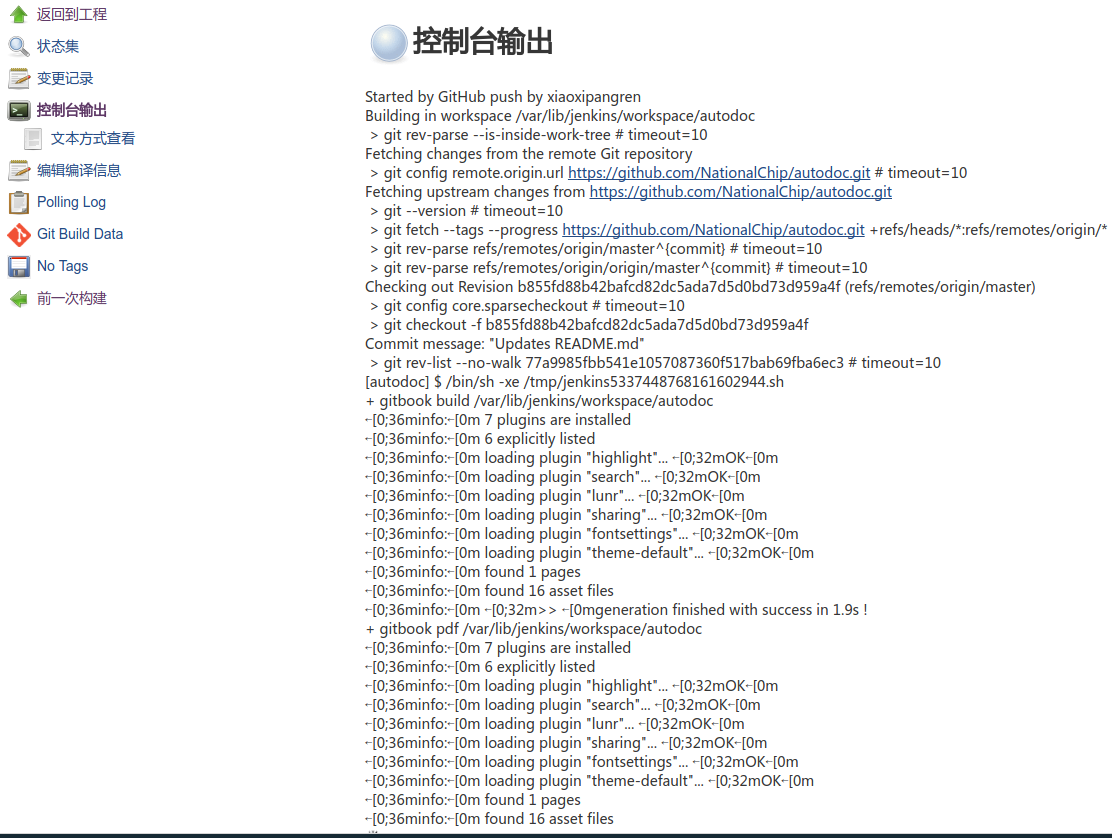 返回到工程
状态集
变更记录
控制台输出
文本方式查看
编辑编译信息
Polling Log
Git Build Data
No Tags
前一次构建
控制台输出
Started by GitHub push by xiaoxipangren
Building in workspace /var/lib/jenkins/workspace/autodoc
> git rev-parse --is-inside-work-tree # timeout=10
Fetching changes from the remote Git repository
> git config remote.origin.url https://github.com/NationalChip/autodoc.git # timeout=10
Fetching upstream changes from https://github.com/NationalChip/autodoc.git
> git --version # timeout=10
> git fetch --tags --progress https://github.com/NationalChip/autodoc.git +refs/heads/*:refs/remotes/origin/*
> git rev-parse refs/remotes/origin/master^{commit} # timeout=10
> git rev-parse refs/remotes/origin/origin/master^{commit} # timeout=10
Checking out Revision b855fd88b42bafcd82dc5ada7d5d0bd73d959a4f (refs/remotes/origin/master)
> git config core.sparsecheckout # timeout=10
> git checkout -f b855fd88b42bafcd82dc5ada7d5d0bd73d959a4f
Commit message: "Updates README.md"
> git rev-list --no-walk 77a9985fbb541e1057087360f517bab69fba6ec3 # timeout=10
[autodoc] $ /bin/sh -xe /tmp/jenkins5337448768161602944.sh
+ gitbook build /var/lib/jenkins/workspace/autodoc
←[0;36minfo:←[0m 7 plugins are installed
←[0;36minfo:←[0m 6 explicitly listed
←[0;36minfo:←[0m loading plugin "highlight"... ←[0;32mOK←[0m
←[0;36minfo:←[0m loading plugin "search"... ←[0;32mOK←[0m
←[0;36minfo:←[0m loading plugin "lunr"... ←[0;32mOK←[0m
←[0;36minfo:←[0m loading plugin "sharing"... ←[0;32mOK←[0m
←[0;36minfo:←[0m loading plugin "fontsettings"... ←[0;32mOK←[0m
←[0;36minfo:←[0m loading plugin "theme-default"... ←[0;32mOK←[0m
←[0;36minfo:←[0m found 1 pages
←[0;36minfo:←[0m found 16 asset files
←[0;36minfo:←[0m ←[0;32m>> ←[0mgeneration finished with success in 1.9s !
+ gitbook pdf /var/lib/jenkins/workspace/autodoc
←[0;36minfo:←[0m 7 plugins are installed
←[0;36minfo:←[0m 6 explicitly listed
←[0;36minfo:←[0m loading plugin "highlight"... ←[0;32mOK←[0m
←[0;36minfo:←[0m loading plugin "search"... ←[0;32mOK←[0m
←[0;36minfo:←[0m loading plugin "lunr"... ←[0;32mOK←[0m
←[0;36minfo:←[0m loading plugin "sharing"... ←[0;32mOK←[0m
←[0;36minfo:←[0m loading plugin "fontsettings"... ←[0;32mOK←[0m
←[0;36minfo:←[0m loading plugin "theme-default"... ←[0;32mOK←[0m
←[0;36minfo:←[0m found 1 pages
←[0;36minfo:←[0m found 16 asset files